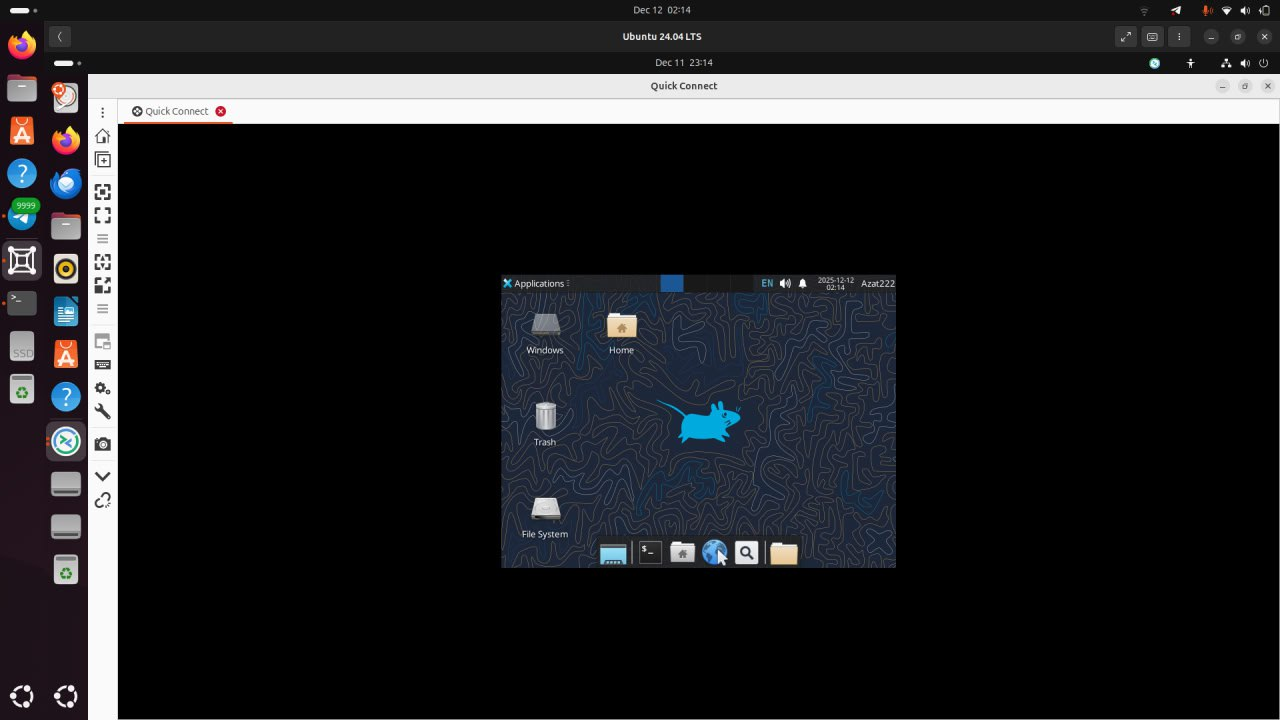 Dec 12 02:14
Ubuntu 24.04 LTS
Dec 11 23:14
Quick Connect
Quick Connect
9999
SSD
Applications
EN
2025-12-12
02:14
Azat222
Windows
Home
Trash
File System